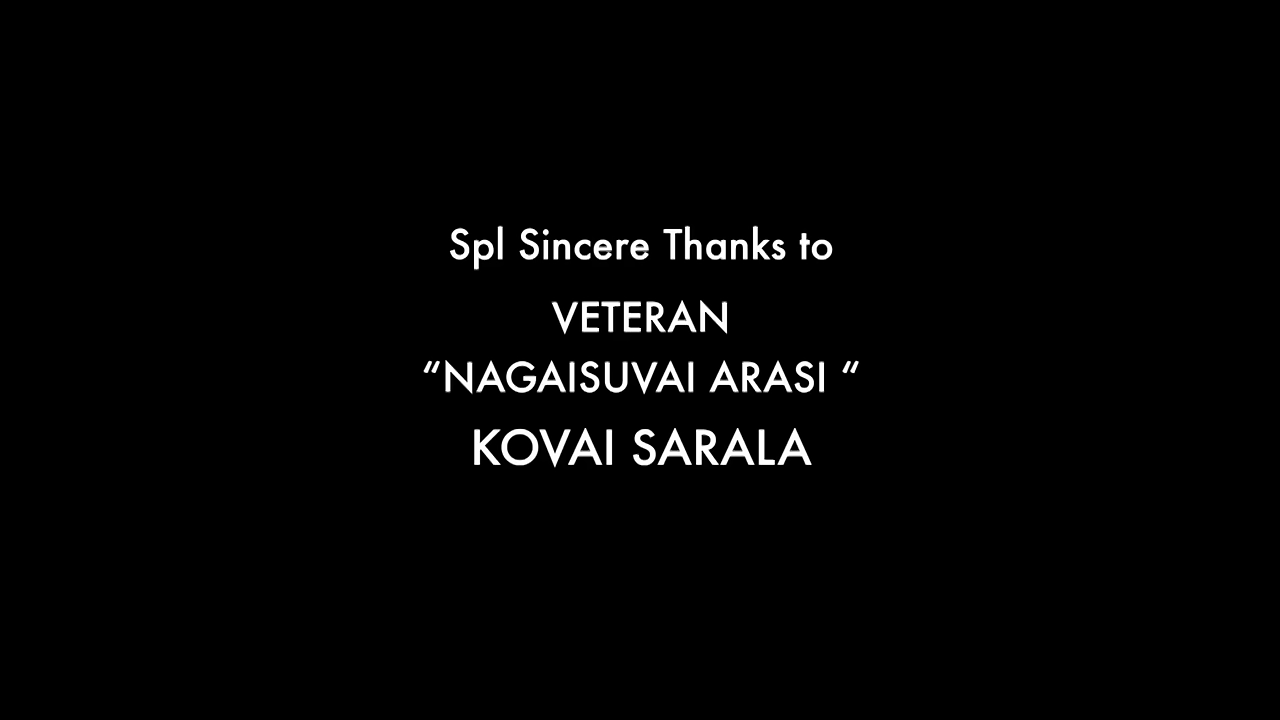 Spl Sincere Thanks to
VETERAN
“NAGAISUVAI ARASI “
KOVAI SARALA